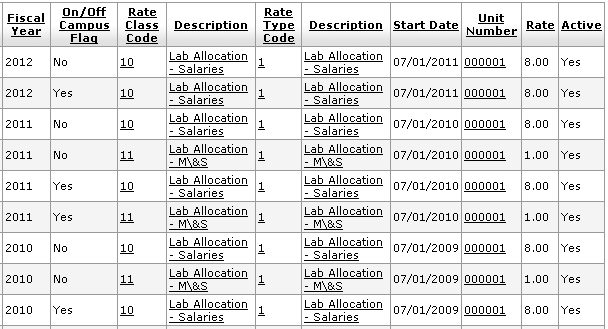 Fiscal Year On/Off Campus Flag Rate Class Code Description Rate Type Code Description Start Date Unit Number Rate Active
2012 No 10 Lab Allocation - Salaries 1 Lab Allocation - Salaries 07/01/2011 000001 8.00 Yes
2012 Yes 10 Lab Allocation - Salaries 1 Lab Allocation - Salaries 07/01/2011 000001 8.00 Yes
2011 No 10 Lab Allocation - Salaries 1 Lab Allocation - Salaries 07/01/2010 000001 8.00 Yes
2011 No 11 Lab Allocation - M\&S 1 Lab Allocation - M\&S 07/01/2010 000001 1.00 Yes
2011 Yes 10 Lab Allocation - Salaries 1 Lab Allocation - Salaries 07/01/2010 000001 8.00 Yes
2011 Yes 11 Lab Allocation - M\&S 1 Lab Allocation - M\&S 07/01/2010 000001 1.00 Yes
2010 No 10 Lab Allocation - Salaries 1 Lab Allocation - Salaries 07/01/2009 000001 8.00 Yes
2010 No 11 Lab Allocation - M\&S 1 Lab Allocation - M\&S 07/01/2009 000001 1.00 Yes
2010 Yes 10 Lab Allocation - Salaries 1 Lab Allocation - Salaries 07/01/2009 000001 8.00 Yes